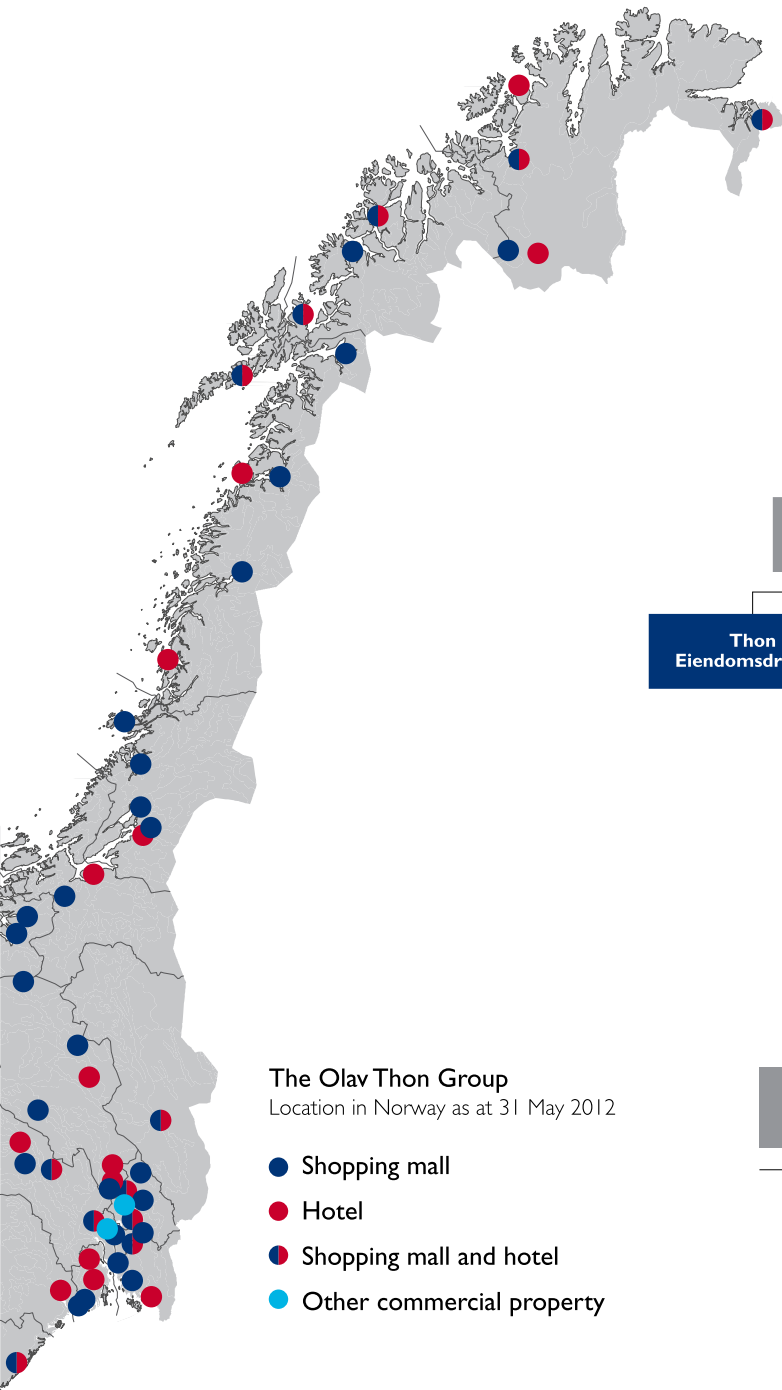 Thon
Eiendomsdr
The Olav Thon Group
Location in Norway as at 31 May 2012
Shopping mall
Hotel
Shopping mall and hotel
Other commercial property